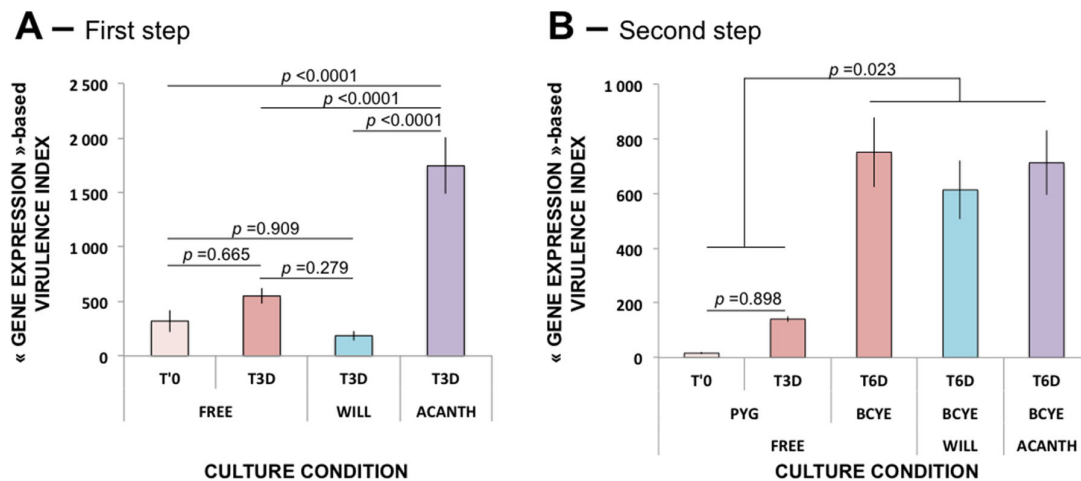 A – First step
« GENE EXPRESSION »-based
VIRULENCE INDEX
2 500
2 000
1 500
1 000
500
0
p <0.0001
p <0.0001
p <0.0001
p =0.909
p =0.665
p =0.279
T'0 T3D T3D T3D
FREE WILL ACANTH
CULTURE CONDITION
B – Second step
« GENE EXPRESSION »-based
VIRULENCE INDEX
1 000
800
600
400
200
0
p =0.023
p =0.898
T'0 T3D T6D T6D T6D
PYG BCYE BCYE BCYE
FREE WILL ACANTH
CULTURE CONDITION